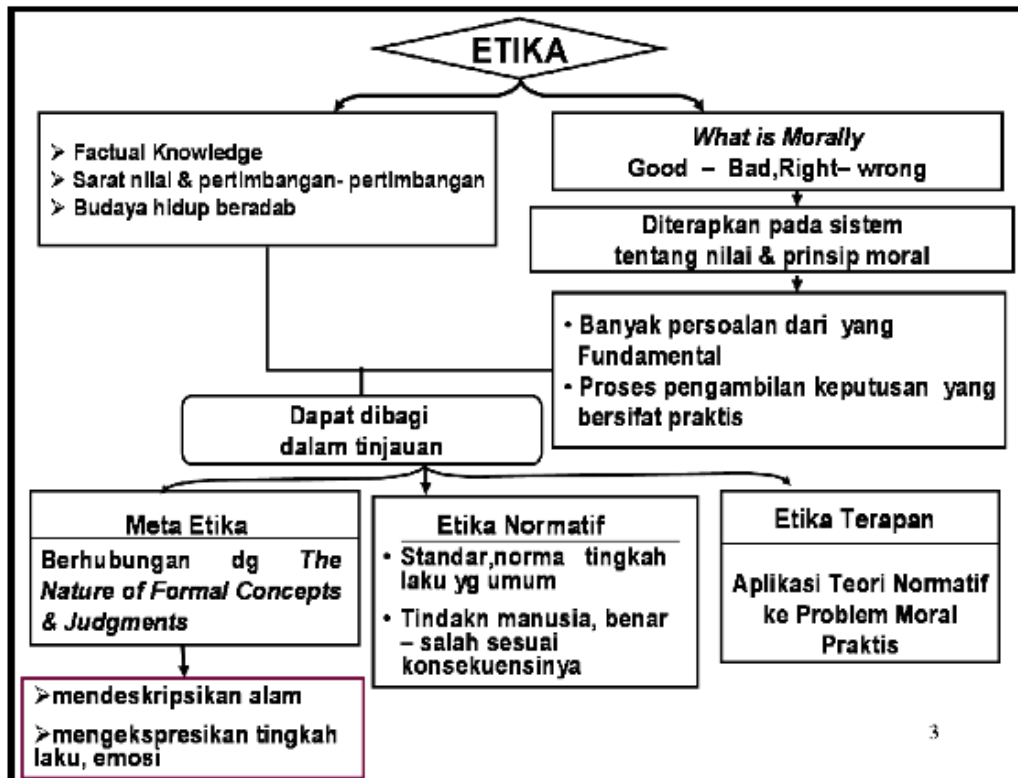 ETIKA
➢ Factual Knowledge
➢ Sarat nilai & pertimbangan- pertimbangan
➢ Budaya hidup beradab
What is Morally
Good – Bad,Right– wrong
Diterapkan pada sistem
tentang nilai & prinsip moral
• Banyak persoalan dari yang
Fundamental
• Proses pengambilan keputusan yang
bersifat praktis
Dapat dibagi
dalam tinjauan
Meta Etika
Berhubungan dg The
Nature of Formal Concepts
& Judgments
➢mendeskripsikan alam
➢mengekspresikan tingkah
laku, emosi
Etika Normatif
• Standar,norma tingkah
laku yg umum
• Tindakn manusia, benar
– salah sesuai
konsekuensinya
Etika Terapan
Aplikasi Teori Normatif
ke Problem Moral
Praktis
3